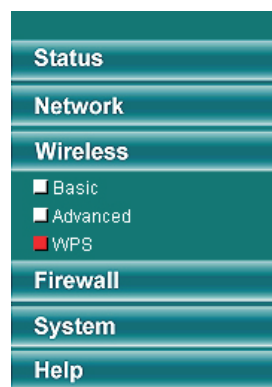 Status
Network
Wireless
Basic
Advanced
WPS
Firewall
System
Help